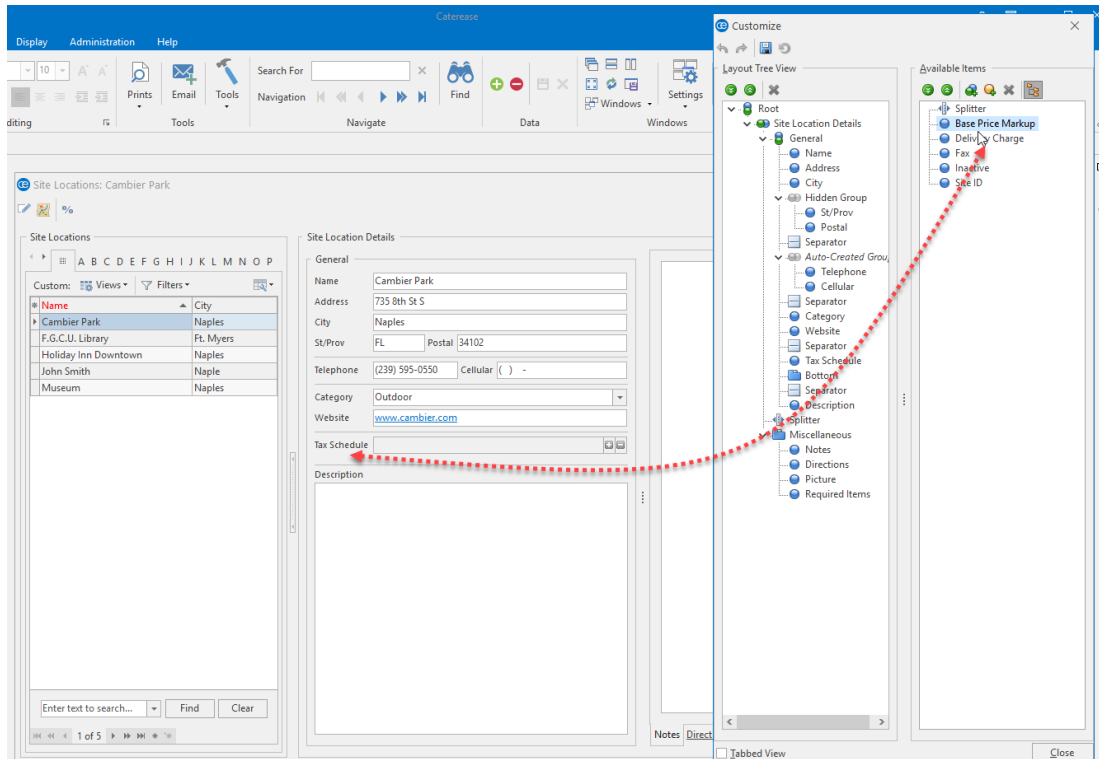 Caterease
Display Administration Help
10 A A
Prints Email Tools
Search For
Navigation
Find
Windows
Settings
diting Tools Navigate Data Windows
Site Locations: Cambier Park
%
Site Locations
A B C D E F G H I J K L M N O P
Custom: Views Filters
Name City
Cambier Park Naples
F.G.C.U. Library Ft. Myers
Holiday Inn Downtown Naples
John Smith Naple
Museum Naples
Enter text to search... Find Clear
1 of 5
Site Location Details
General
Name Cambier Park
Address 735 8th St S
City Naples
St/Prov FL Postal 34102
Telephone (239) 595-0550 Cellular ( ) -
Category Outdoor
Website www.cambier.com
Tax Schedule
Description
Notes Direct
Customize
Layout Tree View
Root
Site Location Details
General
Name
Address
City
Hidden Group
St/Prov
Postal
Separator
Auto-Created Grou
Telephone
Cellular
Separator
Category
Website
Separator
Tax Schedule
Bottom
Separator
Description
Splitter
Miscellaneous
Notes
Directions
Picture
Required Items
Tabbed View
Available Items
Splitter
Base Price Markup
Delivery Charge
Fax
Inactive
Site ID
Close